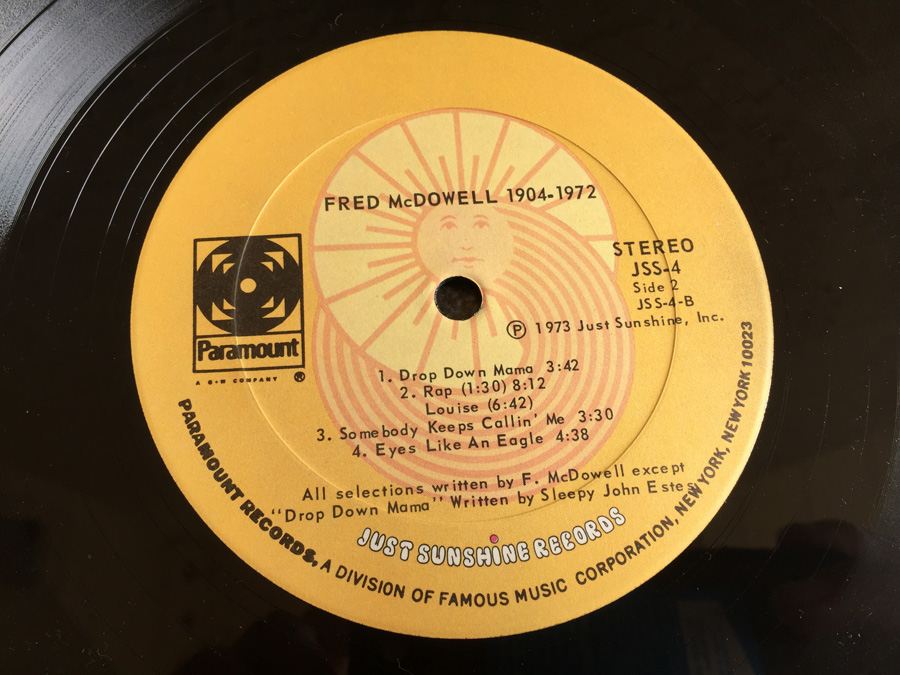 FRED McDOWELL 1904-1972
Paramount
A G+W COMPANY ®
STEREO
JSS-4
Side 2
JSS-4-B
Ⓟ 1973 Just Sunshine, Inc.
1. Drop Down Mama 3:42
2. Rap (1:30) 8:12
Louise (6:42)
3. Somebody Keeps Callin' Me 3:30
4. Eyes Like An Eagle 4:38
All selections written by F. McDowell except
"Drop Down Mama" Written by Sleepy John Estes
JUST SUNSHINE RECORDS
PARAMOUNT RECORDS, A DIVISION OF FAMOUS MUSIC CORPORATION, NEW YORK, NEW YORK 10023